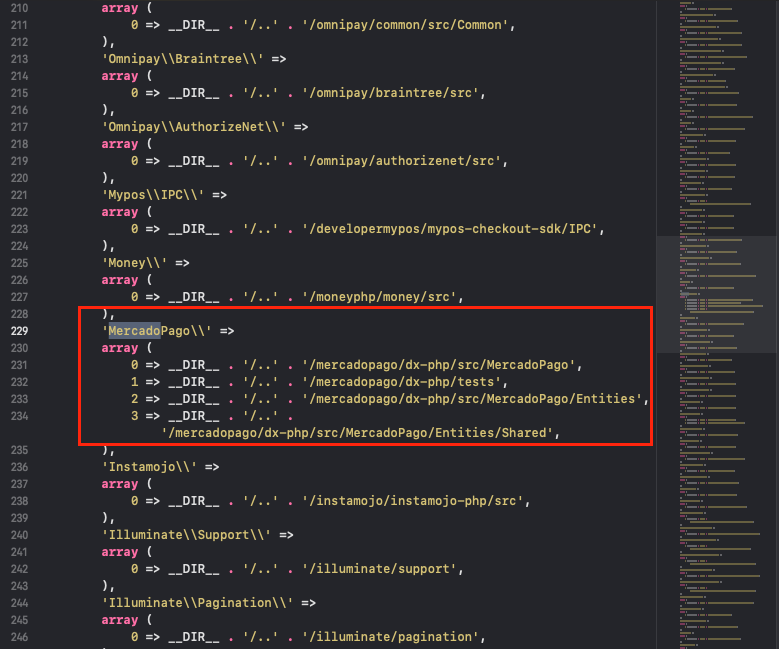 210 array (
211 0 => __DIR__ . '/..' . '/omnipay/common/src/Common',
212 ),
213 'Omnipay\\Braintree\\' =>
214 array (
215 0 => __DIR__ . '/..' . '/omnipay/braintree/src',
216 ),
217 'Omnipay\\AuthorizeNet\\' =>
218 array (
219 0 => __DIR__ . '/..' . '/omnipay/authorizenet/src',
220 ),
221 'Mypos\\IPC\\' =>
222 array (
223 0 => __DIR__ . '/..' . '/developermypos/mypos-checkout-sdk/IPC',
224 ),
225 'Money\\' =>
226 array (
227 0 => __DIR__ . '/..' . '/moneyphp/money/src',
228 ),
229 'MercadoPago\\' =>
230 array (
231 0 => __DIR__ . '/..' . '/mercadopago/dx-php/src/MercadoPago',
232 1 => __DIR__ . '/..' . '/mercadopago/dx-php/tests',
233 2 => __DIR__ . '/..' . '/mercadopago/dx-php/src/MercadoPago/Entities',
234 3 => __DIR__ . '/..' .
'/mercadopago/dx-php/src/MercadoPago/Entities/Shared',
235 ),
236 'Instamojo\\' =>
237 array (
238 0 => __DIR__ . '/..' . '/instamojo/instamojo-php/src',
239 ),
240 'Illuminate\\Support\\' =>
241 array (
242 0 => __DIR__ . '/..' . '/illuminate/support',
243 ),
244 'Illuminate\\Pagination\\' =>
245 array (
246 0 => __DIR__ . '/..' . '/illuminate/pagination',